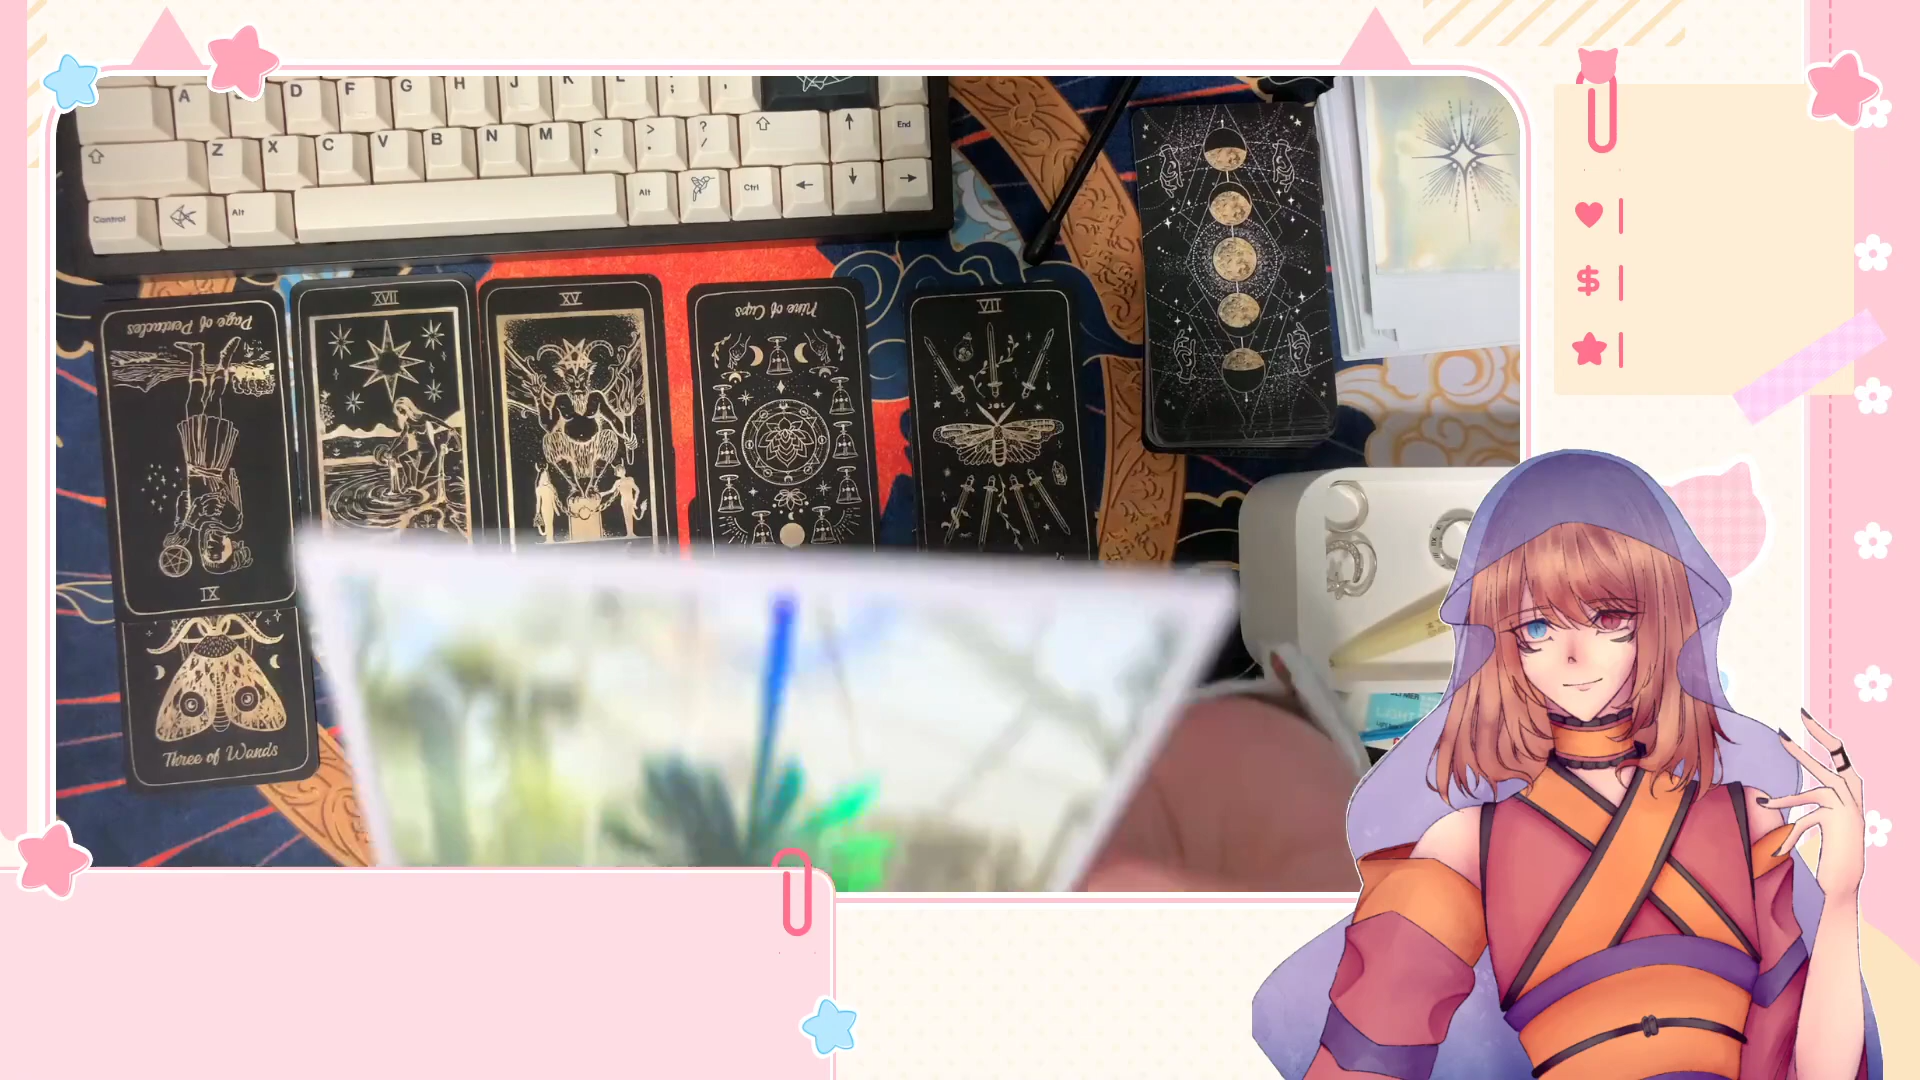 A D F G H J K L ;
Z X C V B N M < , > . ? / End
Control Alt Alt Ctrl
Page of Pentacles
XVII
XV
Nine of Cups
VII
IX
Three of Wands